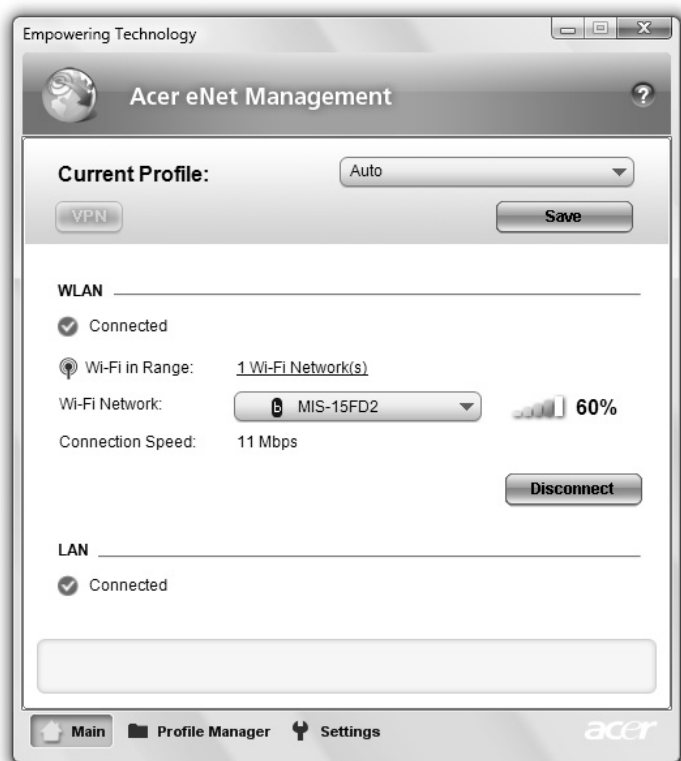 Empowering Technology
Acer eNet Management
?
Current Profile:
Auto
VPN
Save
WLAN
Connected
Wi-Fi in Range:
1 Wi-Fi Network(s)
Wi-Fi Network:
b MIS-15FD2
60%
Connection Speed:
11 Mbps
Disconnect
LAN
Connected
Main
Profile Manager
Settings
acer